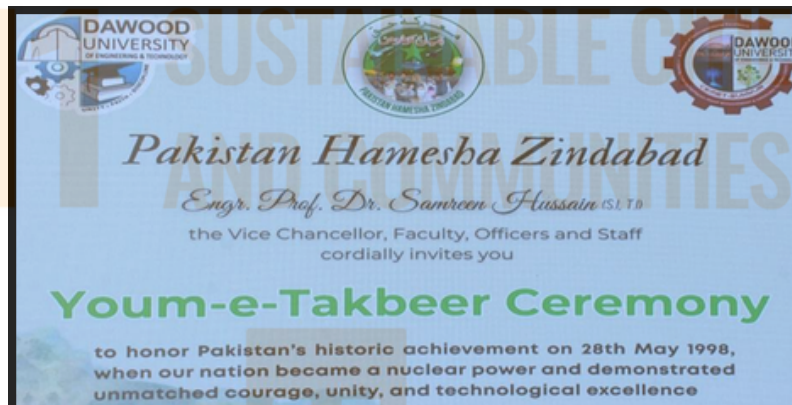 SUSTAINABLE
AND COMMUNITIES
DAWOOD
UNIVERSITY
OF ENGINEERING & TECHNOLOGY
PAKISTAN HAMESHA ZINDABAD
DAWOOD
UNIVERSITY
Pakistan Hamesha Zindabad
Engr. Prof. Dr. Samreen Hussain (S.I, T.I)
the Vice Chancellor, Faculty, Officers and Staff
cordially invites you
Youm-e-Takbeer Ceremony
to honor Pakistan's historic achievement on 28th May 1998,
when our nation became a nuclear power and demonstrated
unmatched courage, unity, and technological excellence